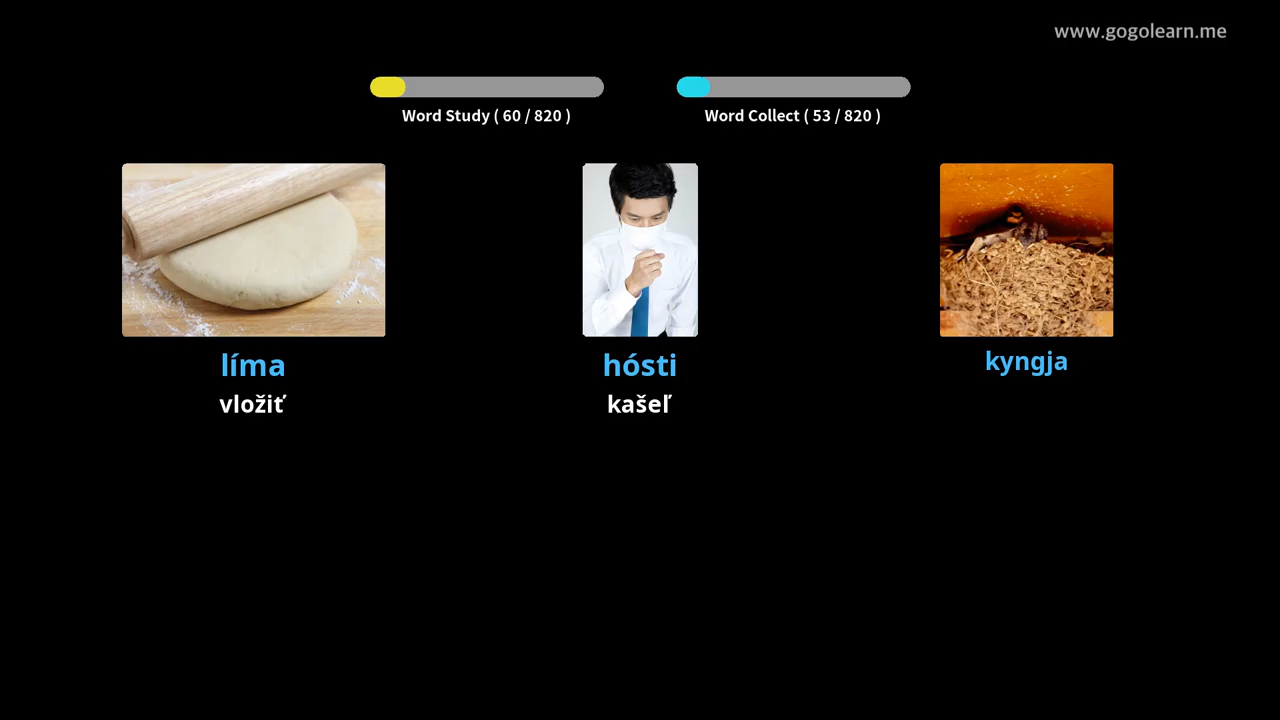 www.gogolearn.me
Word Study ( 60 / 820 )
Word Collect ( 53 / 820 )
líma
vložiť
hósti
kašeľ
kyngja